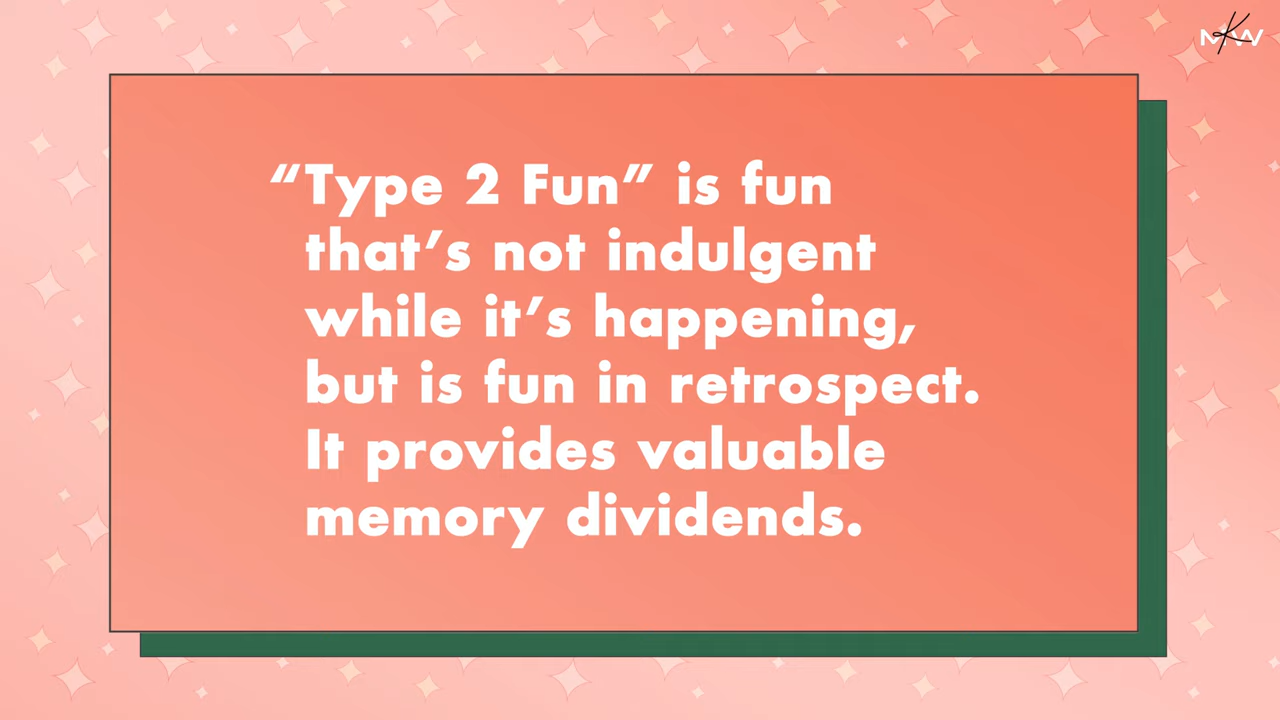 MKW
“Type 2 Fun” is fun
that’s not indulgent
while it’s happening,
but is fun in retrospect.
It provides valuable
memory dividends.